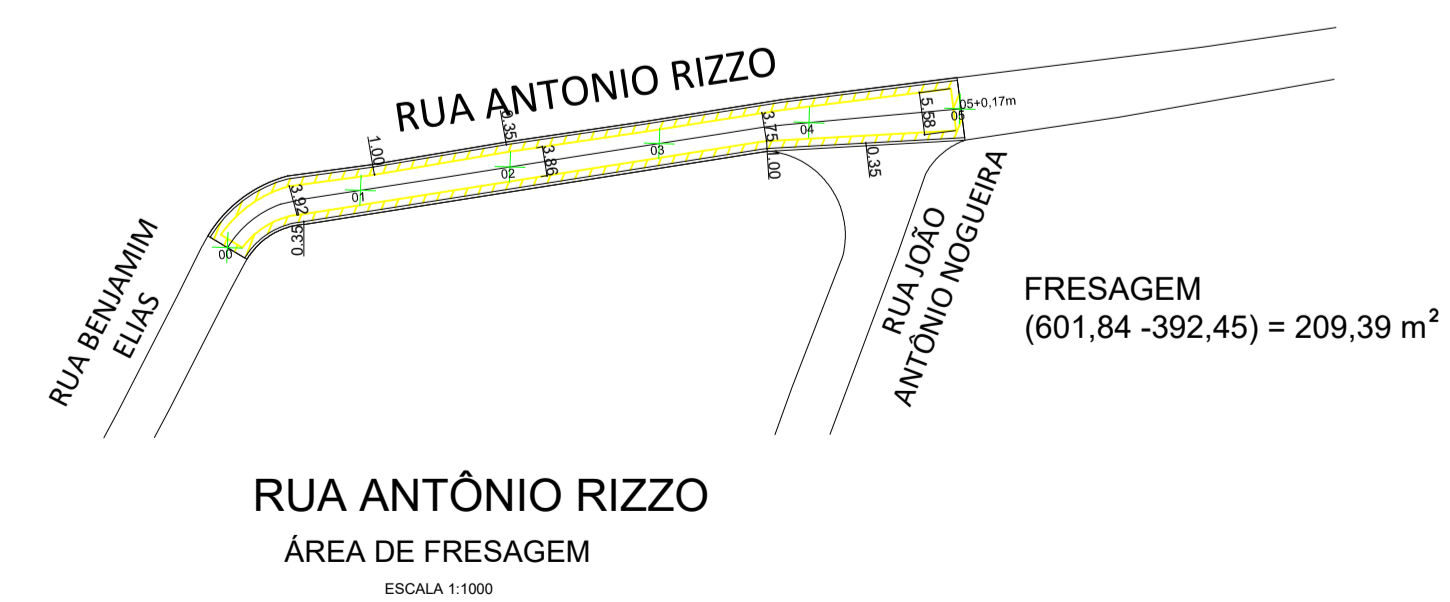 RUA ANTONIO RIZZO
1.00
0.35
3.92
0.35
3.86
3.75
1.00
0.35
5.58
00
01
02
03
04
05
05+0,17m
RUA BENJAMIM
ELIAS
RUA JOÃO
ANTÔNIO NOGUEIRA
FRESAGEM
(601,84 -392,45) = 209,39 m²
RUA ANTÔNIO RIZZO
ÁREA DE FRESAGEM
ESCALA 1:1000